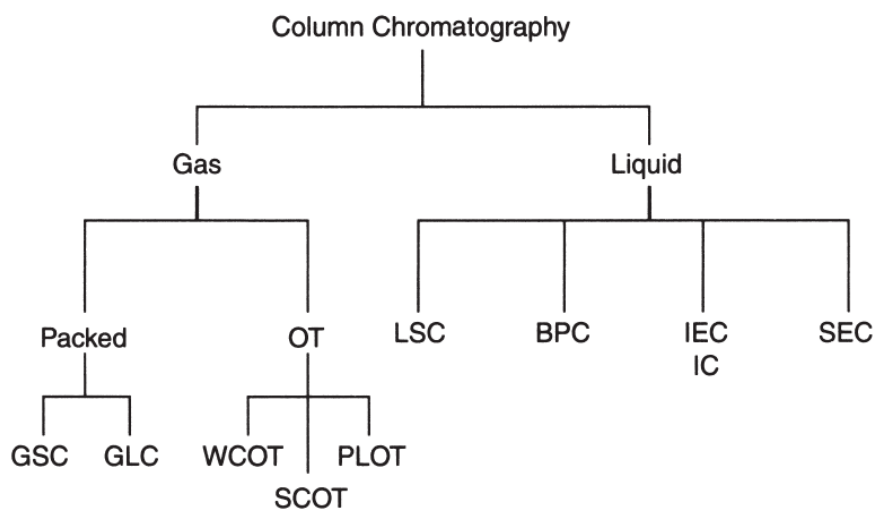 Column Chromatography
Gas
Liquid
Packed
OT
LSC
BPC
IEC
IC
SEC
GSC
GLC
WCOT
PLOT
SCOT